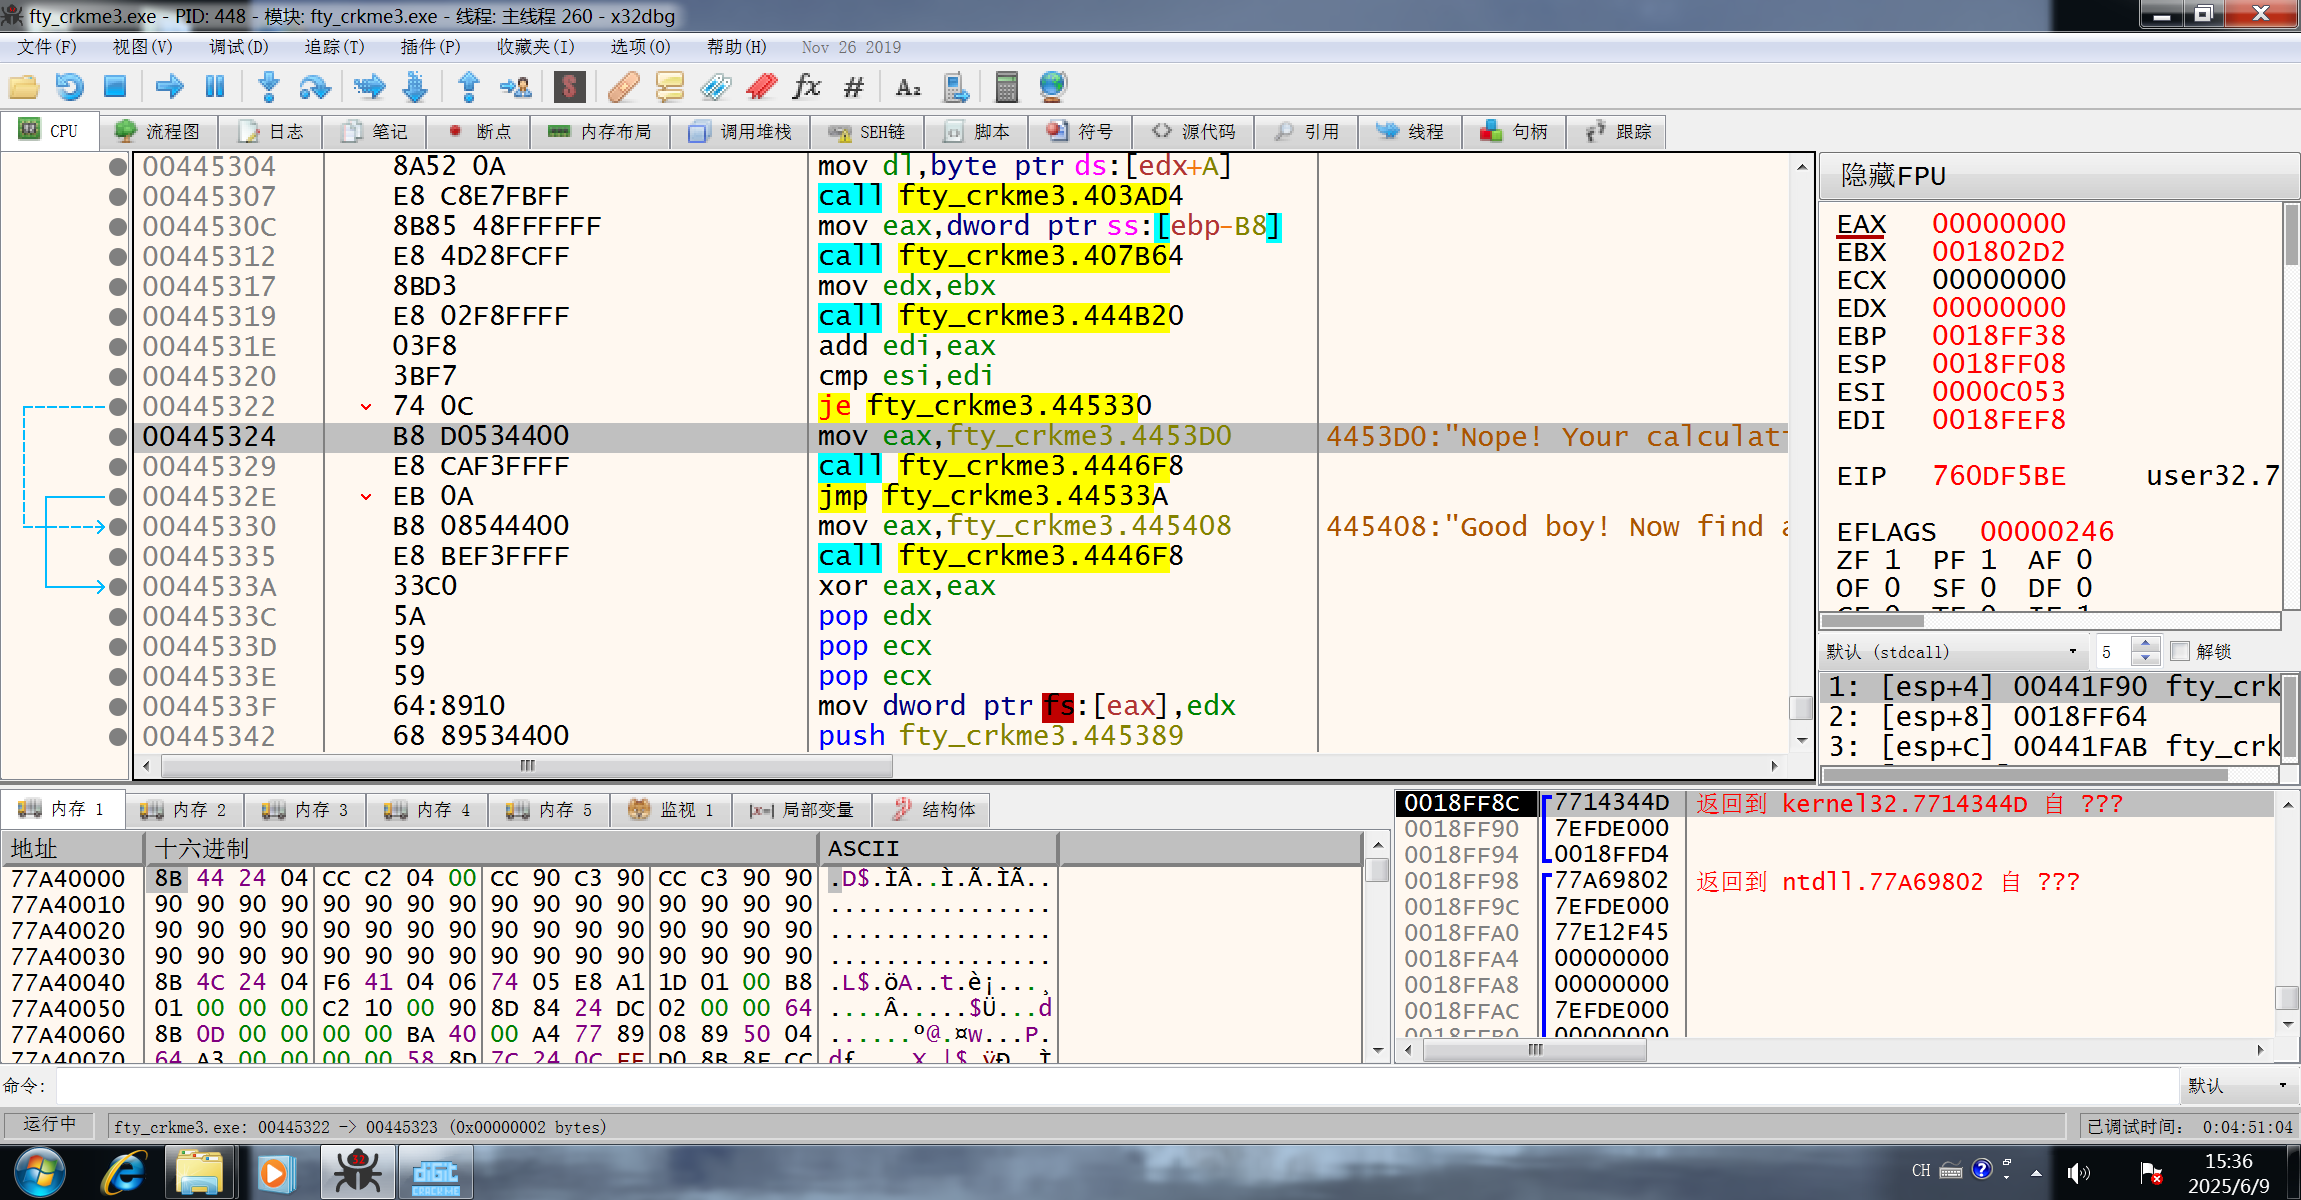 fty_crkme3.exe - PID: 448 - 模块: fty_crkme3.exe - 线程: 主线程 260 - x32dbg
文件(F) 视图(V) 调试(D) 追踪(T) 插件(P) 收藏夹(I) 选项(O) 帮助(H) Nov 26 2019
CPU 流程图 日志 笔记 断点 内存布局 调用堆栈 SEH链 脚本 符号 源代码 引用 线程 句柄 跟踪
00445304 8A52 0A mov dl,byte ptr ds:[edx+A]
00445307 E8 C8E7FBFF call fty_crkme3.403AD4
0044530C 8B85 48FFFFFF mov eax,dword ptr ss:[ebp-B8]
00445312 E8 4D28FCFF call fty_crkme3.407B64
00445317 8BD3 mov edx,ebx
00445319 E8 02F8FFFF call fty_crkme3.444B20
0044531E 03F8 add edi,eax
00445320 3BF7 cmp esi,edi
00445322 74 0C je fty_crkme3.445330
00445324 B8 D0534400 mov eax,fty_crkme3.4453D0 4453D0:"Nope! Your calculat
00445329 E8 CAF3FFFF call fty_crkme3.4446F8
0044532E EB 0A jmp fty_crkme3.44533A
00445330 B8 08544400 mov eax,fty_crkme3.445408 445408:"Good boy! Now find a
00445335 E8 BEF3FFFF call fty_crkme3.4446F8
0044533A 33C0 xor eax,eax
0044533C 5A pop edx
0044533D 59 pop ecx
0044533E 59 pop ecx
0044533F 64:8910 mov dword ptr fs:[eax],edx
00445342 68 89534400 push fty_crkme3.445389
隐藏FPU
EAX 00000000
EBX 001802D2
ECX 00000000
EDX 00000000
EBP 0018FF38
ESP 0018FF08
ESI 0000C053
EDI 0018FEF8
EIP 760DF5BE user32.7
EFLAGS 00000246
ZF 1 PF 1 AF 0
OF 0 SF 0 DF 0
默认 (stdcall) 5 解锁
1: [esp+4] 00441F90 fty_crk
2: [esp+8] 0018FF64
3: [esp+C] 00441FAB fty_crk
内存 1 内存 2 内存 3 内存 4 内存 5 监视 1 局部变量 结构体
地址 十六进制 ASCII
77A40000 8B 44 24 04 CC C2 04 00 CC 90 C3 90 CC C3 90 90 .D$.ÌÂ..Ì.Ã.ÌÃ..
77A40010 90 90 90 90 90 90 90 90 90 90 90 90 90 90 90 90 ................
77A40020 90 90 90 90 90 90 90 90 90 90 90 90 90 90 90 90 ................
77A40030 90 90 90 90 90 90 90 90 90 90 90 90 90 90 90 90 ................
77A40040 8B 4C 24 04 F6 41 04 06 74 05 E8 A1 1D 01 00 B8 .L$.öA..t.è¡...¸
77A40050 01 00 00 00 C2 10 00 90 8D 84 24 DC 02 00 00 64 ....Â.....$Ü...d
77A40060 8B 0D 00 00 00 00 BA 40 00 A4 77 89 08 89 50 04 ......º@.¤w...P.
77A40070 64 A3 00 00 00 00 58 8D 7C 24 0C FF D0 8B 8F CC
0018FF8C 7714344D 返回到 kernel32.7714344D 自 ???
0018FF90 7EFDE000
0018FF94 0018FFD4
0018FF98 77A69802 返回到 ntdll.77A69802 自 ???
0018FF9C 7EFDE000
0018FFA0 77E12F45
0018FFA4 00000000
0018FFA8 00000000
0018FFAC 7EFDE000
0018FFB0 00000000
命令: 默认
运行中 fty_crkme3.exe: 00445322 -> 00445323 (0x00000002 bytes) 已调试时间: 0:04:51:04
CH 15:36
2025/6/9